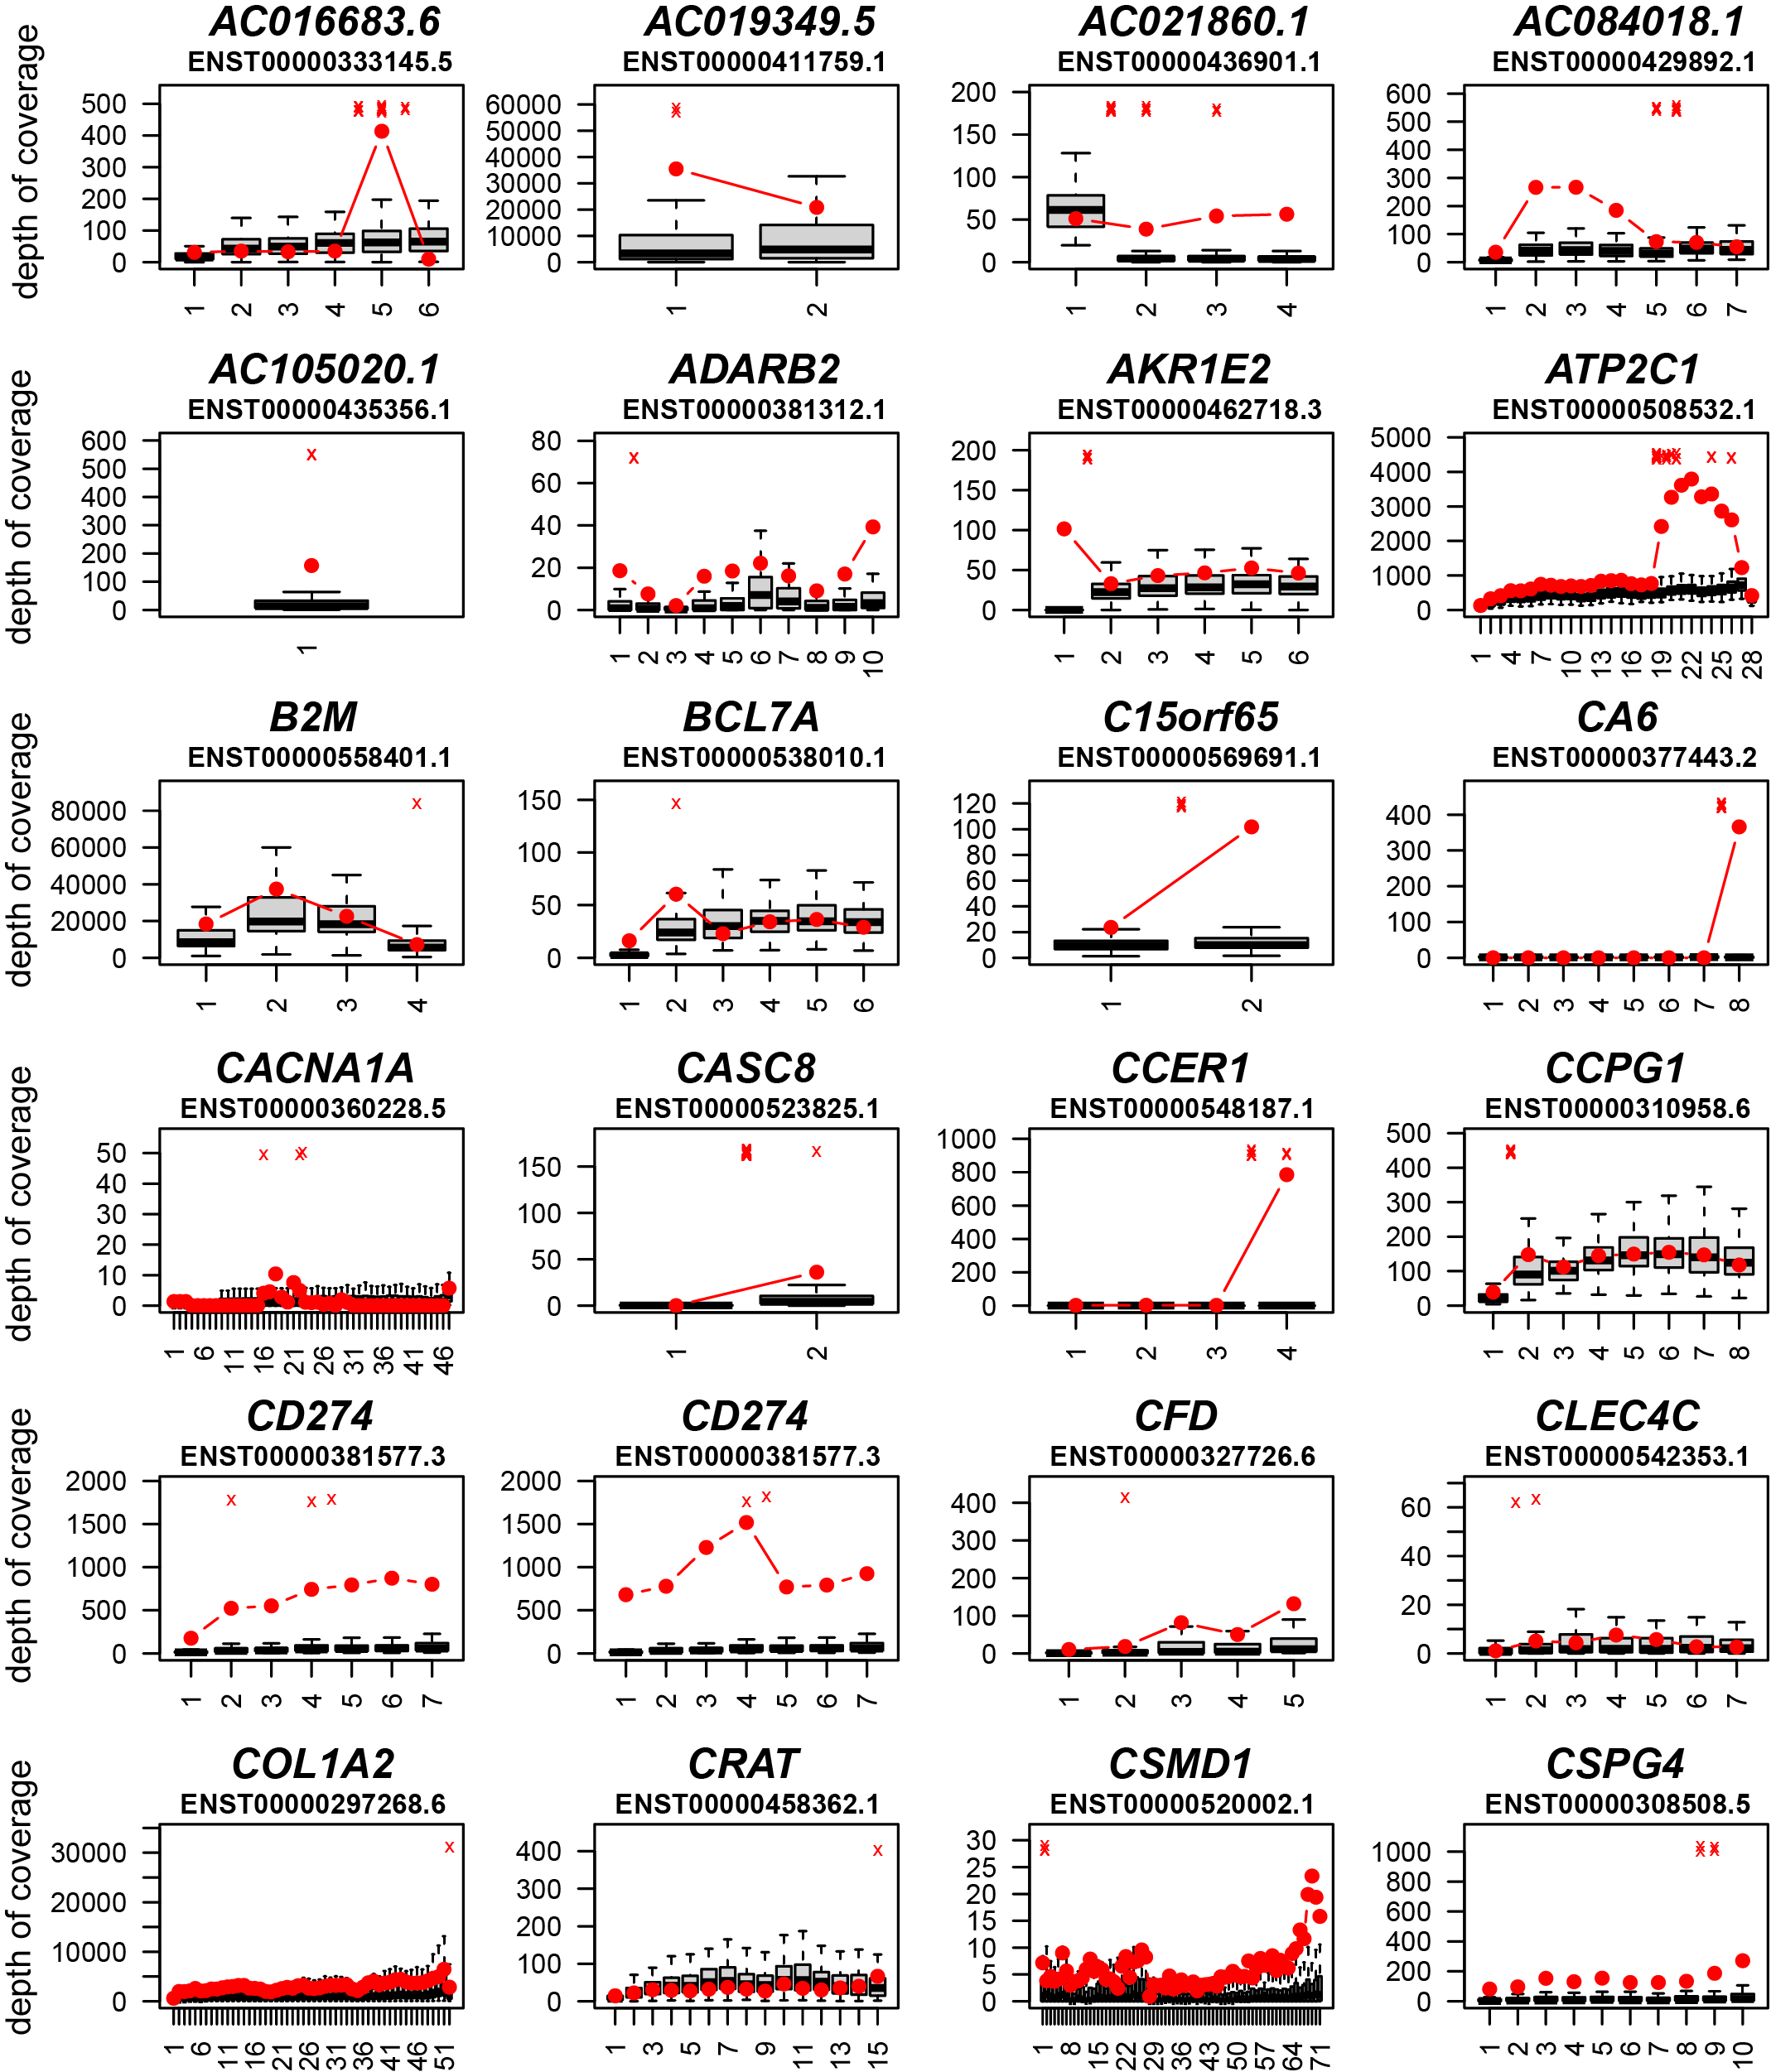 AC016683.6 AC019349.5 AC021860.1 AC084018.1
ENST00000333145.5 ENST00000411759.1 ENST00000436901.1 ENST00000429892.1
depth of coverage
500 400 300 200 100 0
1 2 3 4 5 6
60000 50000 40000 30000 20000 10000 0
1 2
200 150 100 50 0
1 2 3 4
600 500 400 300 200 100 0
1 2 3 4 5 6 7
AC105020.1 ADARB2 AKR1E2 ATP2C1
ENST00000435356.1 ENST00000381312.1 ENST00000462718.3 ENST00000508532.1
depth of coverage
600 500 400 300 200 100 0
1
80 60 40 20 0
1 2 3 4 5 6 7 8 9 10
200 150 100 50 0
1 2 3 4 5 6
5000 4000 3000 2000 1000 0
1 4 7 10 13 16 19 22 25 28
B2M BCL7A C15orf65 CA6
ENST00000558401.1 ENST00000538010.1 ENST00000569691.1 ENST00000377443.2
depth of coverage
80000 60000 40000 20000 0
1 2 3 4
150 100 50 0
1 2 3 4 5 6
120 100 80 60 40 20 0
1 2
400 300 200 100 0
1 2 3 4 5 6 7 8
CACNA1A CASC8 CCER1 CCPG1
ENST00000360228.5 ENST00000523825.1 ENST00000548187.1 ENST00000310958.6
depth of coverage
50 40 30 20 10 0
1 6 11 16 21 26 31 36 41 46
150 100 50 0
1 2
1000 800 600 400 200 0
1 2 3 4
500 400 300 200 100 0
1 2 3 4 5 6 7 8
CD274 CD274 CFD CLEC4C
ENST00000381577.3 ENST00000381577.3 ENST00000327726.6 ENST00000542353.1
depth of coverage
2000 1500 1000 500 0
1 2 3 4 5 6 7
2000 1500 1000 500 0
1 2 3 4 5 6 7
400 300 200 100 0
1 2 3 4 5
60 40 20 0
1 2 3 4 5 6 7
COL1A2 CRAT CSMD1 CSPG4
ENST00000297268.6 ENST00000458362.1 ENST00000520002.1 ENST00000308508.5
depth of coverage
30000 20000 10000 0
1 6 11 16 21 26 31 36 41 46 51
400 300 200 100 0
1 3 5 7 9 11 13 15
30 25 20 15 10 5 0
1 8 15 22 29 36 43 50 57 64 71
1000 800 600 400 200 0
1 2 3 4 5 6 7 8 9 10